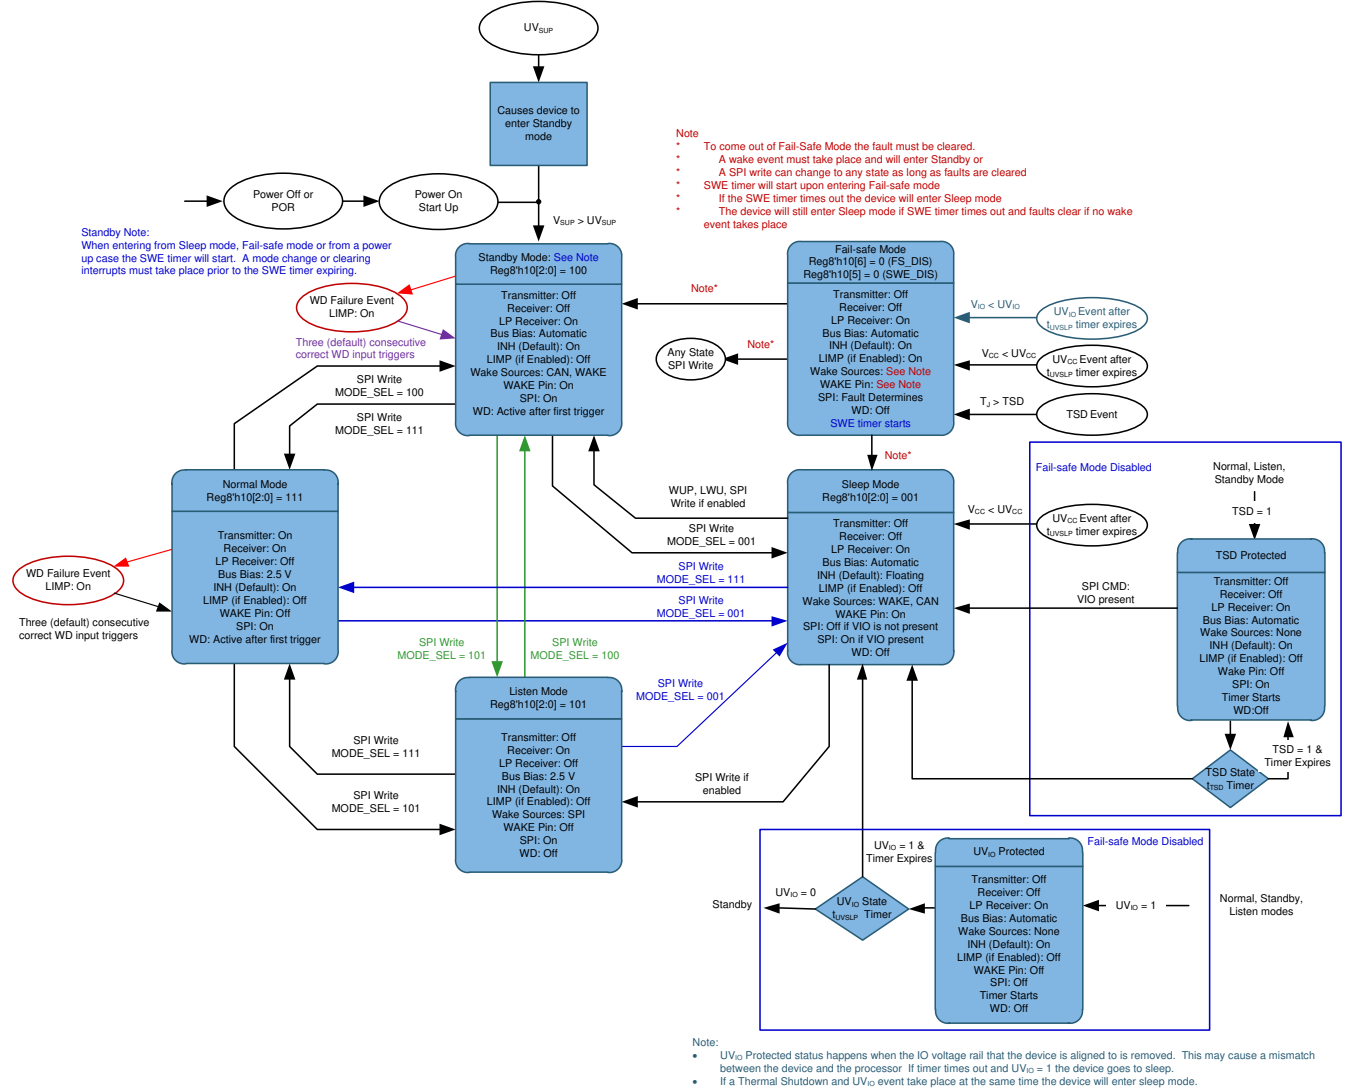 UVSUP
Causes device to
enter Standby
mode
Power Off or
POR
Power On
Start Up
VSUP > UVSUP
Note
* To come out of Fail-Safe Mode the fault must be cleared.
* A wake event must take place and will enter Standby or
* A SPI write can change to any state as long as faults are cleared
* SWE timer will start upon entering Fail-safe mode
* If the SWE timer times out the device will enter Sleep mode
* The device will still enter Sleep mode if SWE timer times out and faults clear if no wake
event takes place
Standby Note:
When entering from Sleep mode, Fail-safe mode or from a power
up case the SWE timer will start. A mode change or clearing
interrupts must take place prior to the SWE timer expiring.
WD Failure Event
LIMP: On
Three (default) consecutive
correct WD input triggers
Standby Mode: See Note
Reg8'h10[2:0] = 100
Transmitter: Off
Receiver: Off
LP Receiver: On
Bus Bias: Automatic
INH (Default): On
LIMP (if Enabled): Off
Wake Sources: CAN, WAKE
WAKE Pin: On
SPI: On
WD: Active after first trigger
Note*
Note*
Any State
SPI Write
Fail-safe Mode
Reg8'h10[6] = 0 (FS_DIS)
Reg8'h10[5] = 0 (SWE_DIS)
Transmitter: Off
Receiver: Off
LP Receiver: On
Bus Bias: Automatic
INH (Default): On
LIMP (if Enabled): On
Wake Sources: See Note
WAKE Pin: See Note
SPI: Fault Determines
WD: Off
SWE timer starts
VIO < UVIO
UVIO Event after
tUVSLP timer expires
VCC < UVCC
UVCC Event after
tUVSLP timer expires
TJ > TSD
TSD Event
Note*
SPI Write
MODE_SEL = 100
SPI Write
MODE_SEL = 111
Normal Mode
Reg8'h10[2:0] = 111
Transmitter: On
Receiver: On
LP Receiver: Off
Bus Bias: 2.5 V
INH (Default): On
LIMP (if Enabled): Off
WAKE Pin: Off
SPI: On
WD: Active after first trigger
WD Failure Event
LIMP: On
Three (default) consecutive
correct WD input triggers
WUP, LWU, SPI
Write if enabled
SPI Write
MODE_SEL = 001
SPI Write
MODE_SEL = 111
SPI Write
MODE_SEL = 001
Sleep Mode
Reg8'h10[2:0] = 001
Transmitter: Off
Receiver: Off
LP Receiver: On
Bus Bias: Automatic
INH (Default): Floating
LIMP (if Enabled): Off
Wake Sources: WAKE, CAN
WAKE Pin: On
SPI: Off if VIO is not present
SPI: On if VIO present
WD: Off
VCC < UVCC
UVCC Event after
tUVSLP timer expires
Fail-safe Mode Disabled
Normal, Listen,
Standby Mode
TSD = 1
TSD Protected
Transmitter: Off
Receiver: Off
LP Receiver: On
Bus Bias: Automatic
Wake Sources: None
INH (Default): On
LIMP (if Enabled): Off
Wake Pin: Off
SPI: On
Timer Starts
WD:Off
SPI CMD:
VIO present
TSD = 1 &
Timer Expires
TSD State
tTSD Timer
SPI Write
MODE_SEL = 101
SPI Write
MODE_SEL = 100
SPI Write
MODE_SEL = 001
Listen Mode
Reg8'h10[2:0] = 101
Transmitter: Off
Receiver: On
LP Receiver: Off
Bus Bias: 2.5 V
INH (Default): On
LIMP (if Enabled): Off
Wake Sources: SPI
WAKE Pin: Off
SPI: On
WD: Off
SPI Write
MODE_SEL = 111
SPI Write
MODE_SEL = 101
SPI Write if
enabled
Fail-safe Mode Disabled
UVIO = 1 &
Timer Expires
UVIO = 0
Standby
UVIO State
tUVSLP Timer
UVIO Protected
Transmitter: Off
Receiver: Off
LP Receiver: On
Bus Bias: Automatic
Wake Sources: None
INH (Default): On
LIMP (if Enabled): Off
WAKE Pin: Off
SPI: Off
Timer Starts
WD: Off
UVIO = 1
Normal, Standby,
Listen modes
Note:
• UVIO Protected status happens when the IO voltage rail that the device is aligned to is removed. This may cause a mismatch
between the device and the processor If timer times out and UVIO = 1 the device goes to sleep.
• If a Thermal Shutdown and UVIO event take place at the same time the device will enter sleep mode.